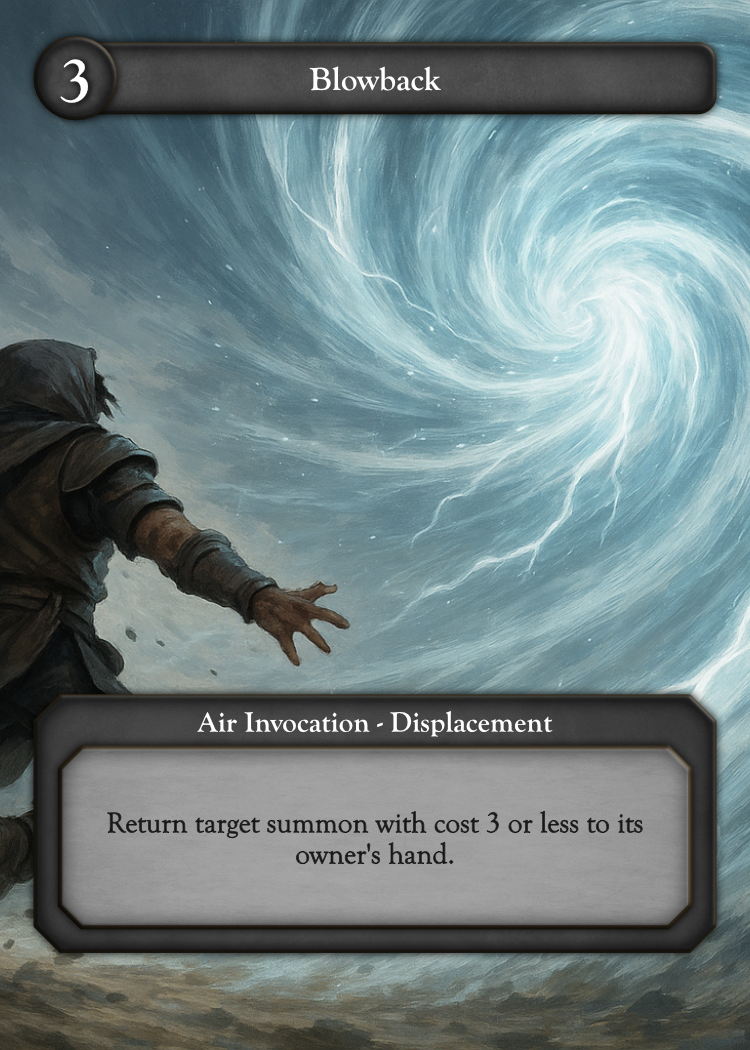 3
Blowback
Air Invocation - Displacement
Return target summon with cost 3 or less to its
owner's hand.